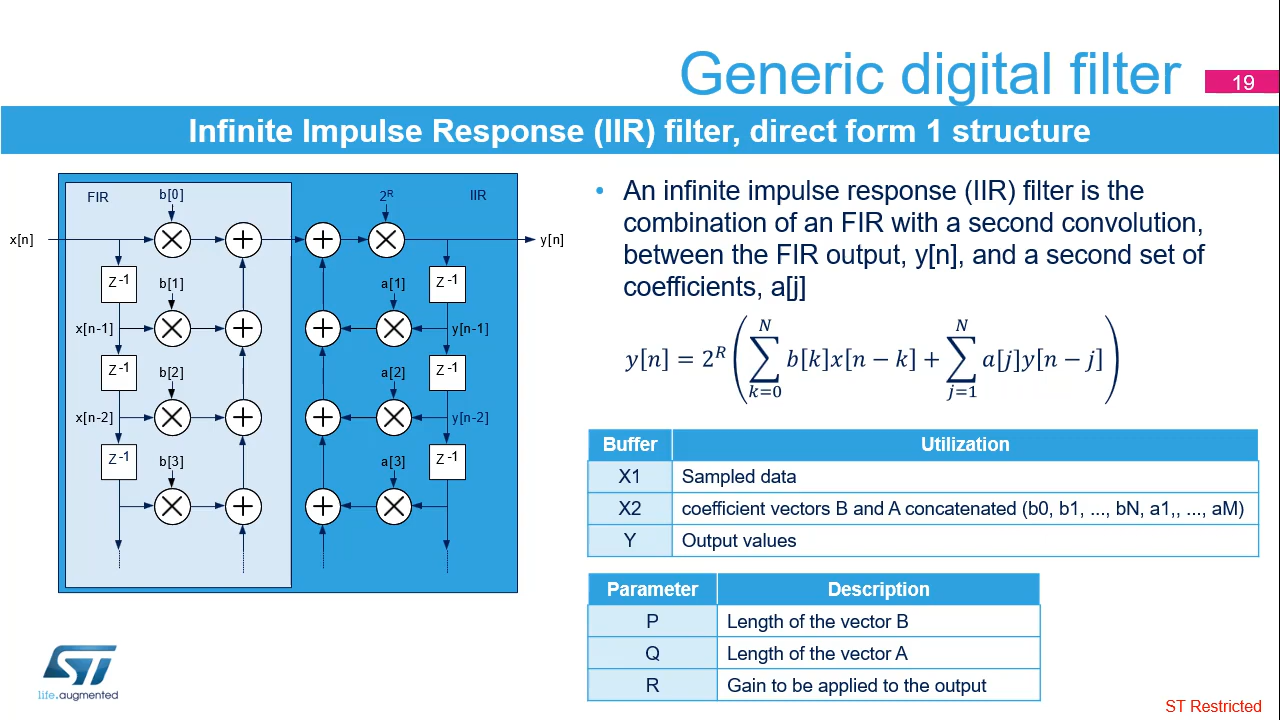 Generic digital filter
19
Infinite Impulse Response (IIR) filter, direct form 1 structure
FIR
b[0]
2ᴿ
IIR
x[n]
y[n]
Z⁻¹
b[1]
a[1]
Z⁻¹
x[n-1]
y[n-1]
Z⁻¹
b[2]
a[2]
Z⁻¹
x[n-2]
y[n-2]
Z⁻¹
b[3]
a[3]
Z⁻¹
• An infinite impulse response (IIR) filter is the
combination of an FIR with a second convolution,
between the FIR output, y[n], and a second set of
coefficients, a[j]
y[n] = 2ᴿ (∑_{k=0}^{N} b[k]x[n − k] + ∑_{j=1}^{N} a[j]y[n − j])
Buffer Utilization
X1 Sampled data
X2 coefficient vectors B and A concatenated (b0, b1, ..., bN, a1,, ..., aM)
Y Output values
Parameter Description
P Length of the vector B
Q Length of the vector A
R Gain to be applied to the output
ST
life.augmented
ST Restricted